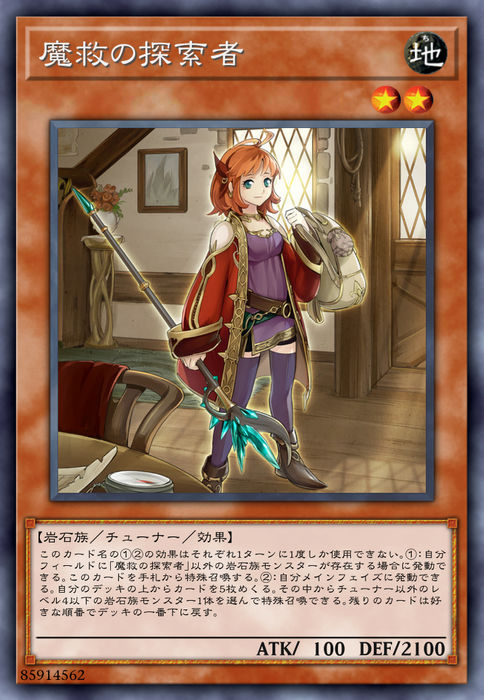 魔救の探索者
ち
地
【岩石族／チューナー／効果】
このカード名の①②の効果はそれぞれ1ターンに1度しか使用できない。①：自分
フィールドに「魔救の探索者」以外の岩石族モンスターが存在する場合に発動で
きる。このカードを手札から特殊召喚する。②：自分メインフェイズに発動でき
る。自分のデッキの上からカードを5枚めくる。その中からチューナー以外のレ
ベル4以下の岩石族モンスター1体を選んで特殊召喚できる。残りのカードは好
きな順番でデッキの一番下に戻す。
ATK/ 100 DEF/2100
85914562